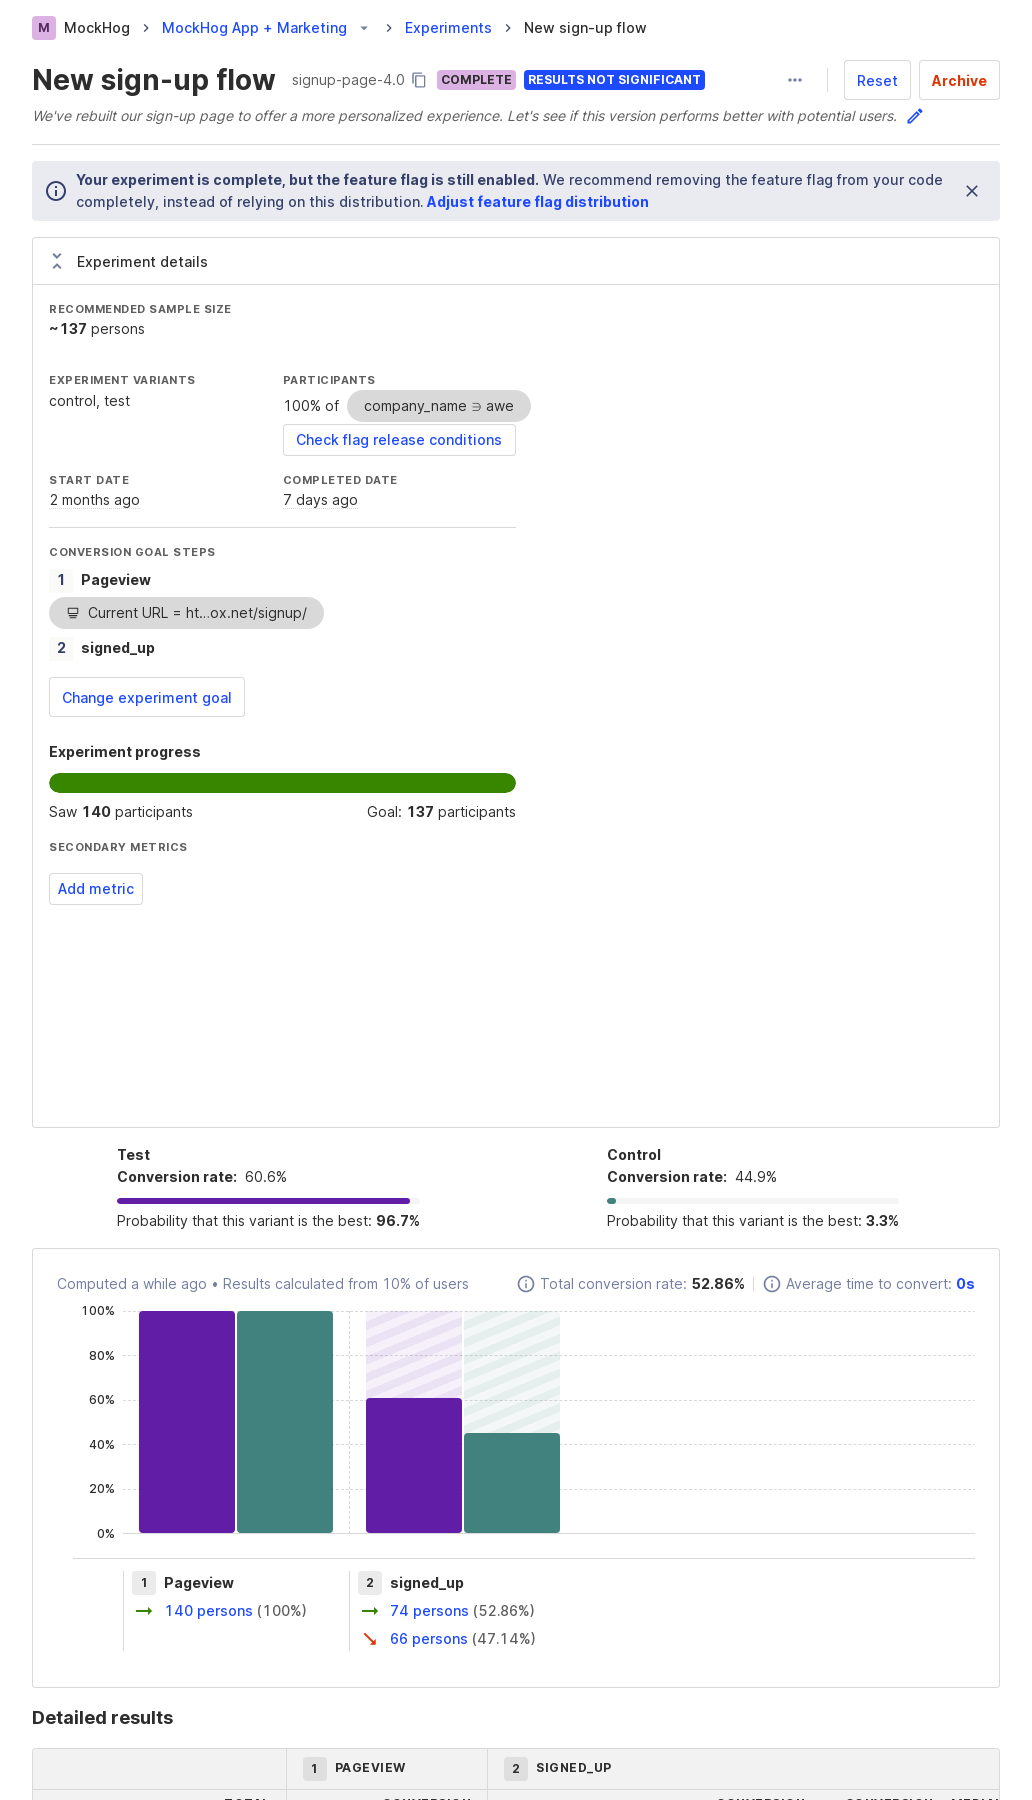 M MockHog > MockHog App + Marketing > Experiments > New sign-up flow
New sign-up flow signup-page-4.0 COMPLETE RESULTS NOT SIGNIFICANT ... Reset Archive
We've rebuilt our sign-up page to offer a more personalized experience. Let's see if this version performs better with potential users.
Your experiment is complete, but the feature flag is still enabled. We recommend removing the feature flag from your code
completely, instead of relying on this distribution. Adjust feature flag distribution
Experiment details
RECOMMENDED SAMPLE SIZE
~137 persons
EXPERIMENT VARIANTS PARTICIPANTS
control, test 100% of company_name ∋ awe
Check flag release conditions
START DATE COMPLETED DATE
2 months ago 7 days ago
CONVERSION GOAL STEPS
1 Pageview
Current URL = ht...ox.net/signup/
2 signed_up
Change experiment goal
Experiment progress
Saw 140 participants Goal: 137 participants
SECONDARY METRICS
Add metric
Test Control
Conversion rate: 60.6% Conversion rate: 44.9%
Probability that this variant is the best: 96.7% Probability that this variant is the best: 3.3%
Computed a while ago • Results calculated from 10% of users Total conversion rate: 52.86% Average time to convert: 0s
100%
80%
60%
40%
20%
0%
1 Pageview 2 signed_up
140 persons (100%) 74 persons (52.86%)
66 persons (47.14%)
Detailed results
1 PAGEVIEW 2 SIGNED_UP